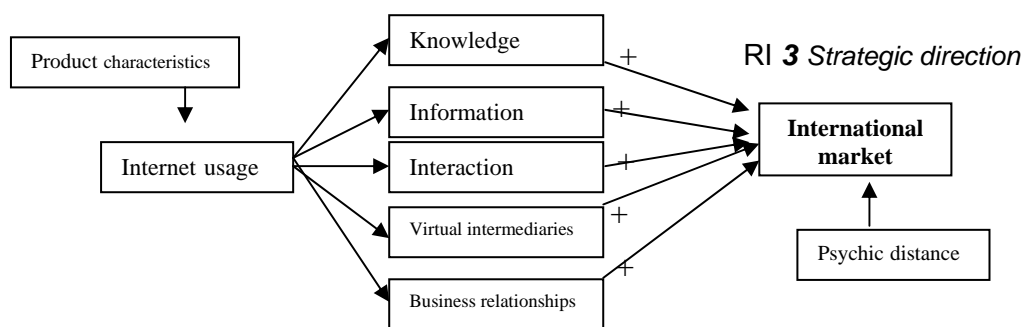 Knowledge
Product characteristics
+
RI 3 Strategic direction
Information
+
International
market
Internet usage
Interaction
+
Virtual intermediaries
+
Psychic distance
Business relationships
+